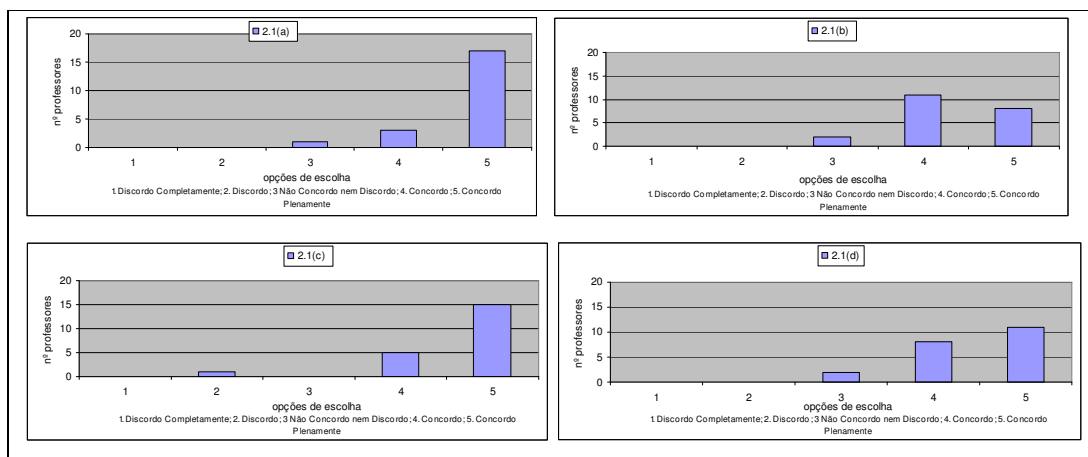 2.1(a)
nº professores
20
15
10
5
0
1 2 3 4 5
opções de escolha
1. Discordo Completamente; 2. Discordo; 3 Não Concordo nem Discordo; 4. Concordo; 5. Concordo
Plenamente
2.1(b)
nº professores
20
15
10
5
0
1 2 3 4 5
opções de escolha
1. Discordo Completamente; 2. Discordo; 3 Não Concordo nem Discordo; 4. Concordo; 5. Concordo
Plenamente
2.1(c)
nº professores
20
15
10
5
0
1 2 3 4 5
opções de escolha
1. Discordo Completamente; 2. Discordo; 3 Não Concordo nem Discordo; 4. Concordo; 5. Concordo
Plenamente
2.1(d)
nº professores
20
15
10
5
0
1 2 3 4 5
opções de escolha
1. Discordo Completamente; 2. Discordo; 3 Não Concordo nem Discordo; 4. Concordo; 5. Concordo
Plenamente